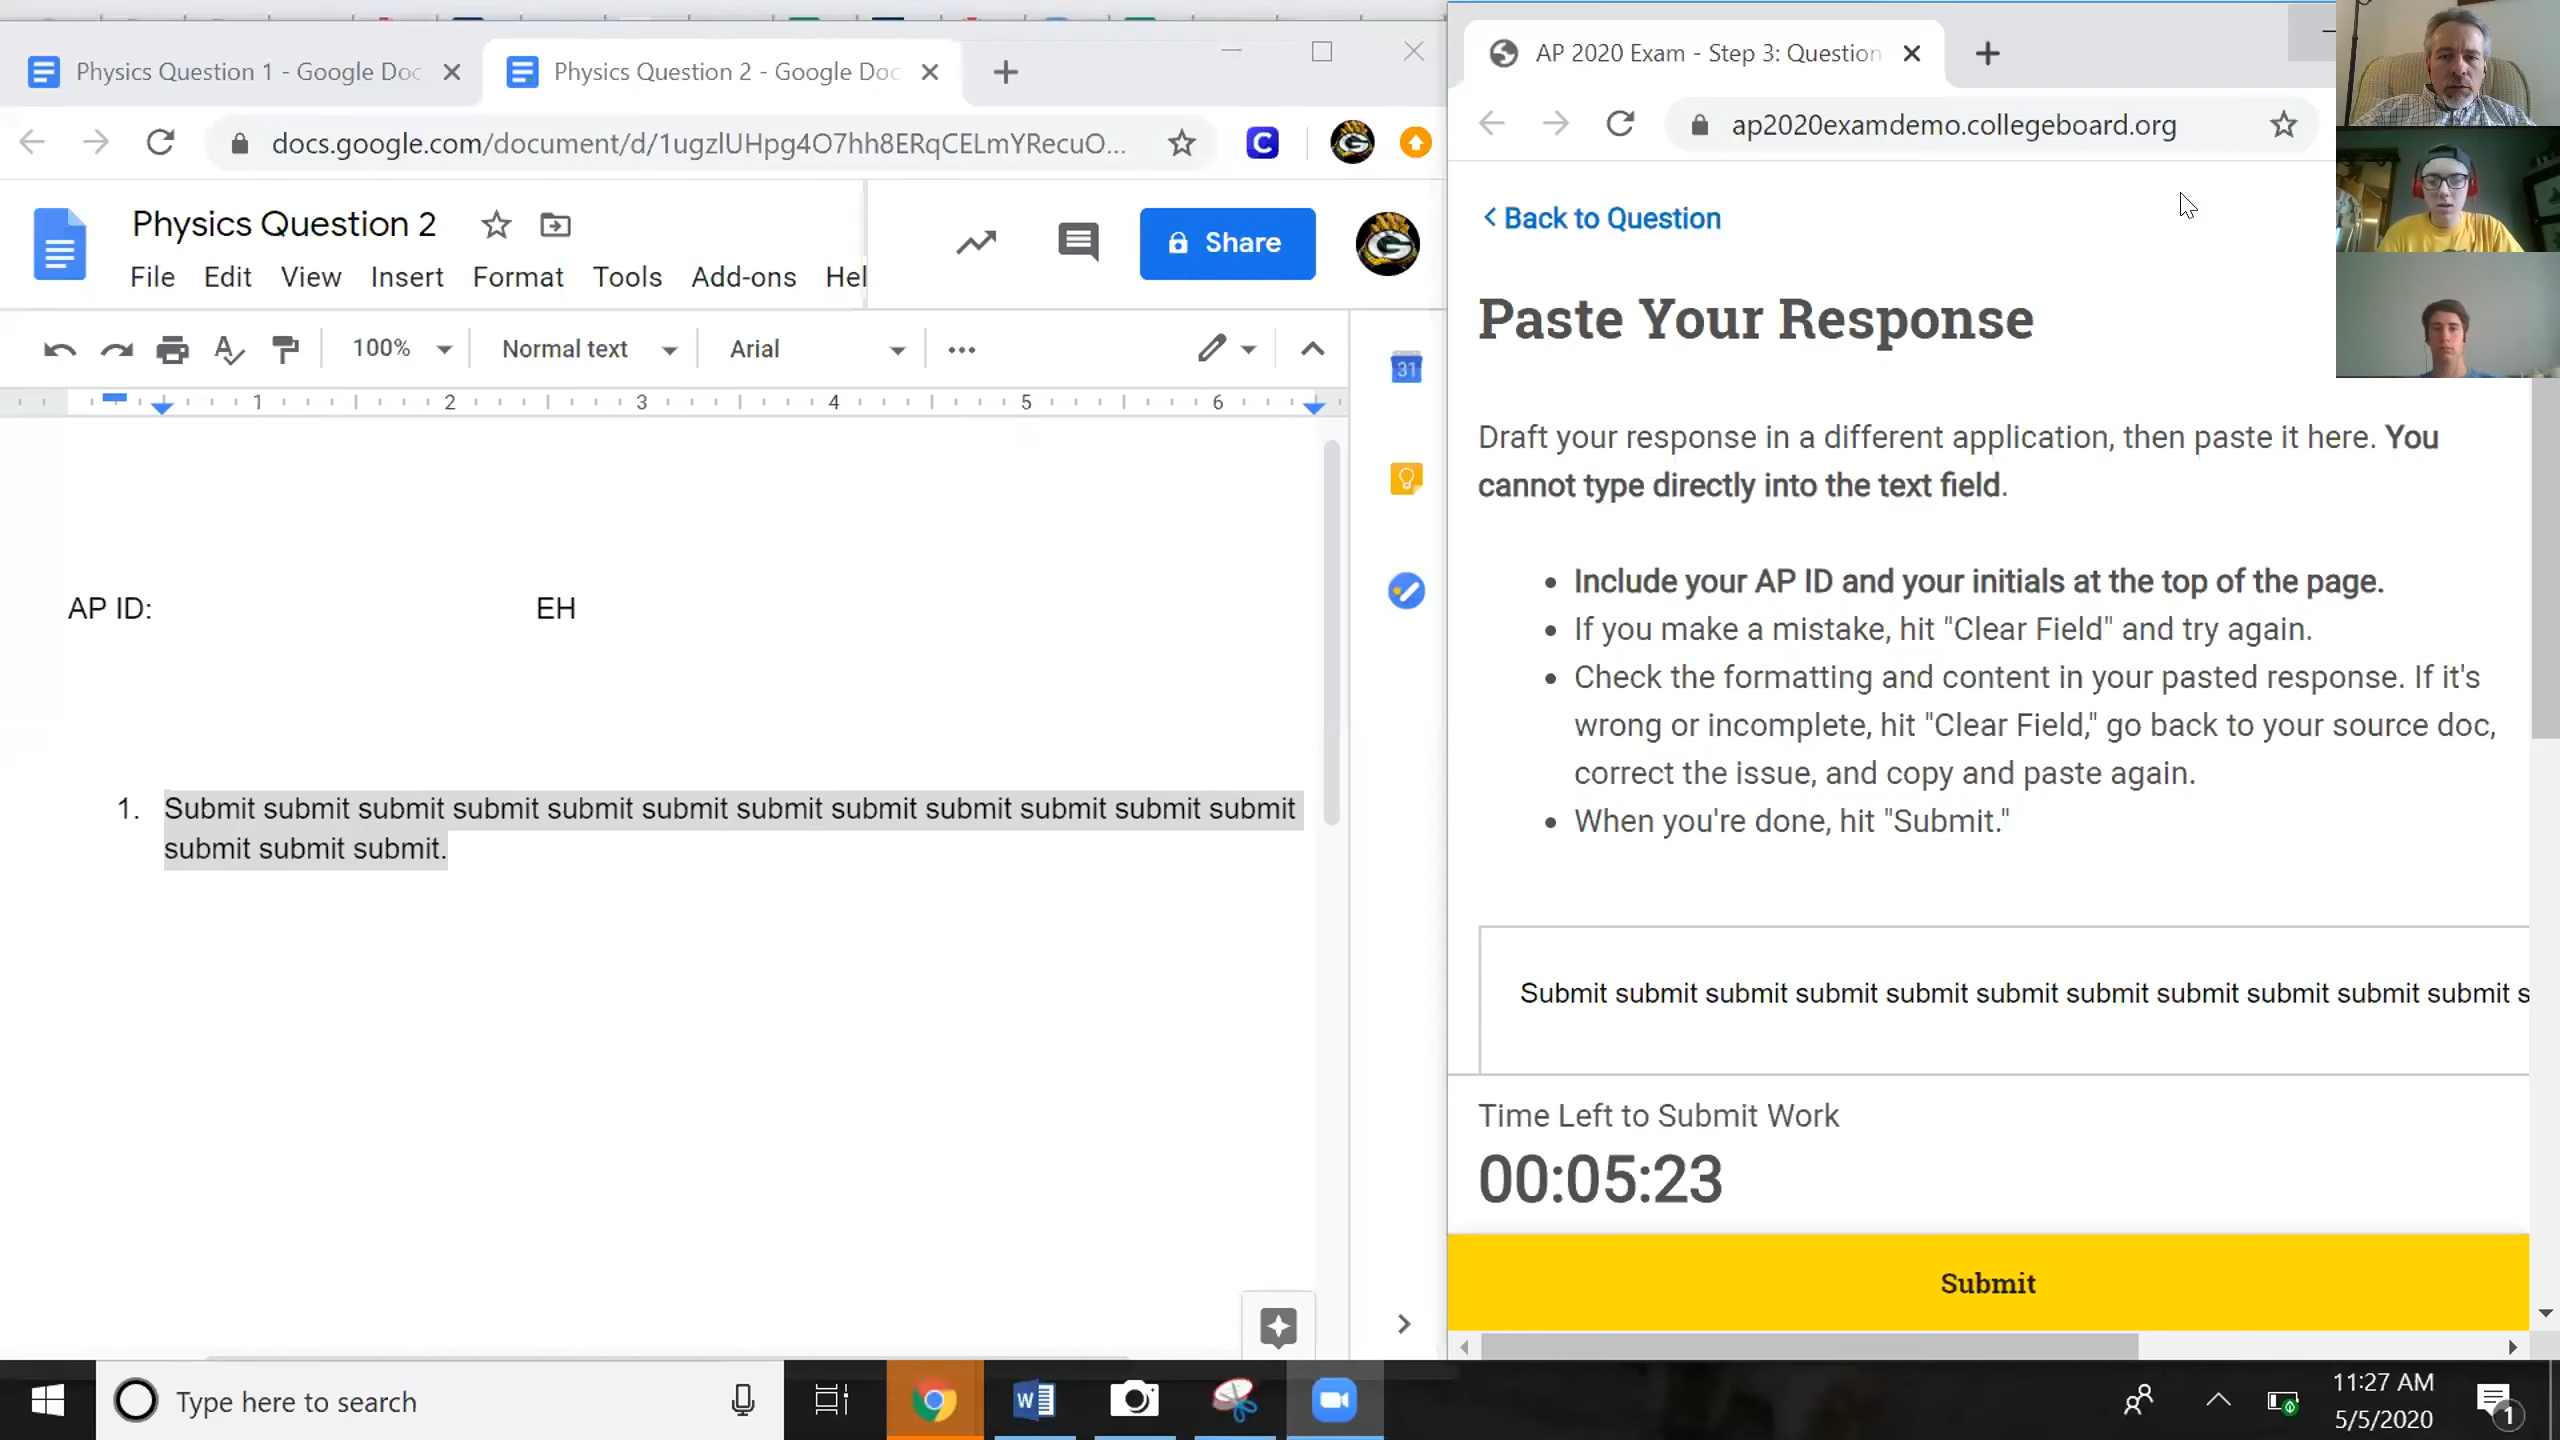 Physics Question 1 - Google Doc
Physics Question 2 - Google Doc
AP 2020 Exam - Step 3: Question
docs.google.com/document/d/1ugzlUHpg4O7hh8ERqCELmYRecuO...
C
G
ap2020examdemo.collegeboard.org
Physics Question 2
Share
G
File Edit View Insert Format Tools Add-ons Hel
100% Normal text Arial
31
1 2 3 4 5 6
AP ID: EH
1. Submit submit submit submit submit submit submit submit submit submit submit submit
submit submit submit.
Back to Question
Paste Your Response
Draft your response in a different application, then paste it here. You
cannot type directly into the text field.
• Include your AP ID and your initials at the top of the page.
• If you make a mistake, hit "Clear Field" and try again.
• Check the formatting and content in your pasted response. If it's
wrong or incomplete, hit "Clear Field," go back to your source doc,
correct the issue, and copy and paste again.
• When you're done, hit "Submit."
Submit submit submit submit submit submit submit submit submit submit submit s
Time Left to Submit Work
00:05:23
Submit
Type here to search
W
11:27 AM
5/5/2020
1